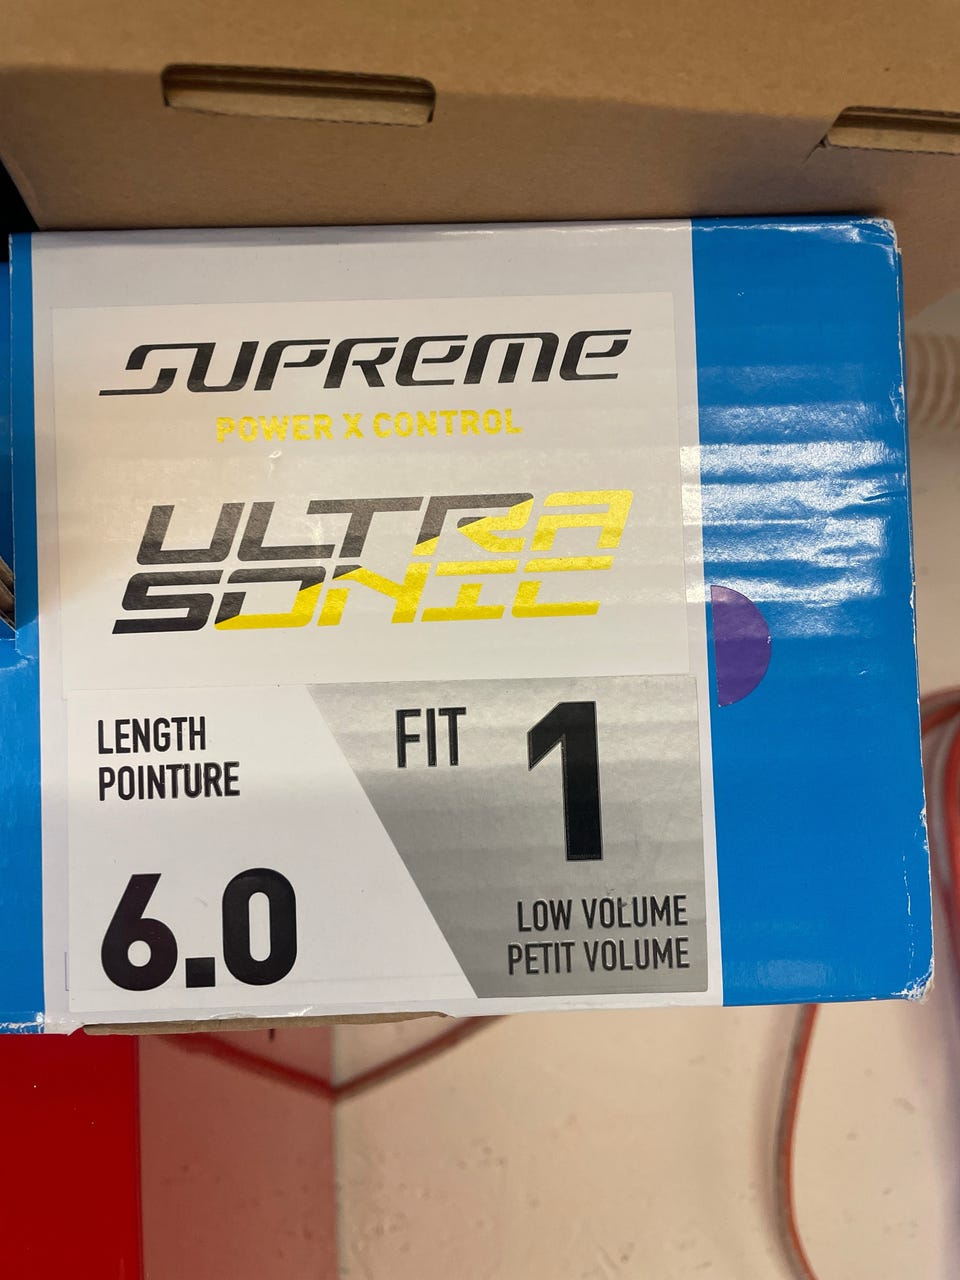 SUPREME
POWER X CONTROL
ULTRA
SONIC
LENGTH
POINTURE
6.0
FIT 1
LOW VOLUME
PETIT VOLUME